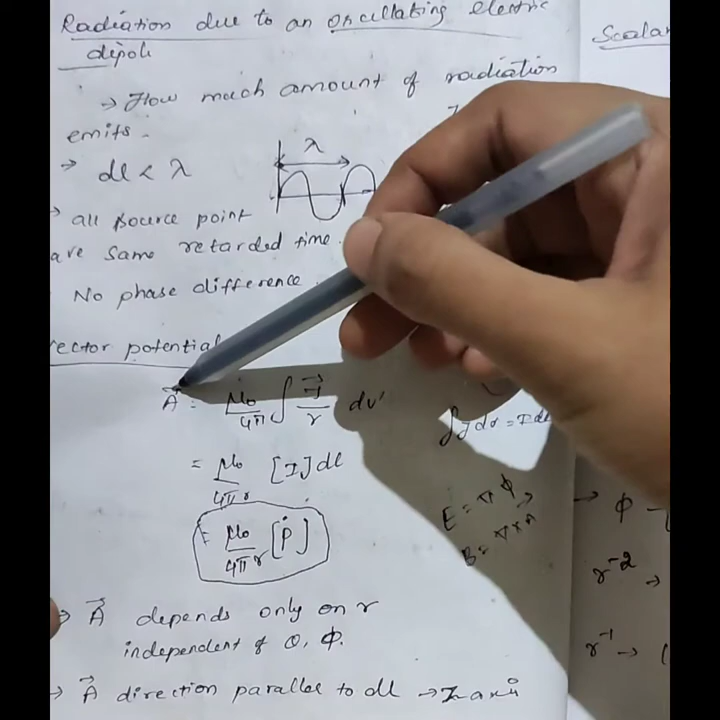 Radiation due to an oscillating electric
dipole
→ How much amount of radiation
emits -
→ dl < λ
λ
→ all source point
are same retarded time.
No phase difference
vector potential
A⃗ = μ₀/4π ∫ J⃗/r dv'
∫J dv = I dl
= μ₀/4πr [I] dl
= μ₀/4πr [ṗ]
E = ∇ϕ
B = ∇×A
⇒ A⃗ depends only on r
independent of θ, ϕ.
→ A⃗ direction parallel to dl → z axis
Scalar
→ ϕ
r⁻² →
r⁻¹ →